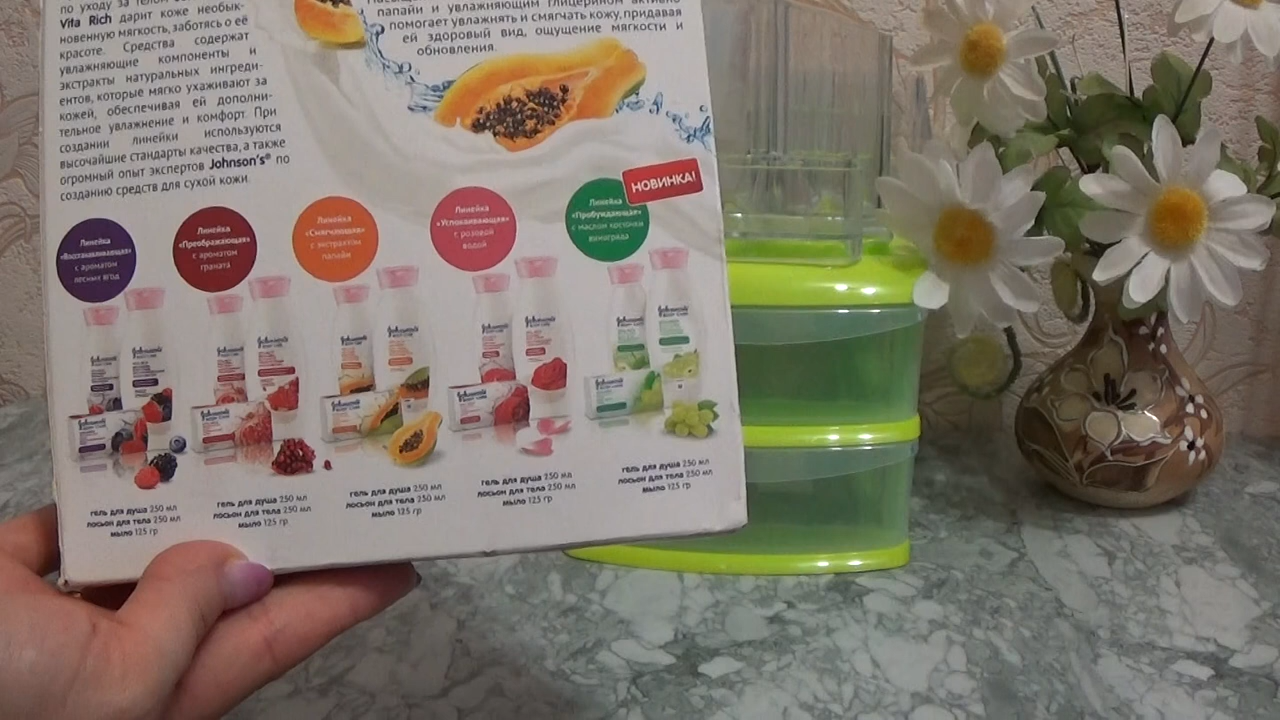 по уходу за телом
Vita Rich дарит коже необык-
новенную мягкость, заботясь о её
красоте. Средства содержат
увлажняющие компоненты и
экстракты натуральных ингреди-
ентов, которые мягко ухаживают за
кожей, обеспечивая ей дополни-
тельное увлажнение и комфорт. При
создании линейки используются
высочайшие стандарты качества, а также
огромный опыт экспертов Johnson's® по
созданию средств для сухой кожи.
папайи и увлажняющим глицерином активно
помогает увлажнять и смягчать кожу, придавая
ей здоровый вид, ощущение мягкости и
обновления.
НОВИНКА!
Линейка
«Восстанавливающая»
с ароматом
лесных ягод
Линейка
«Преображающая»
с ароматом
граната
Линейка
«Смягчающая»
с экстрактом
папайи
Линейка
«Успокаивающая»
с розовой
водой
Линейка
«Пробуждающая»
с маслом косточки
винограда
гель для душа 250 мл
лосьон для тела 250 мл
мыло 125 гр
гель для душа 250 мл
лосьон для тела 250 мл
мыло 125 гр
гель для душа 250 мл
лосьон для тела 250 мл
мыло 125 гр
гель для душа 250 мл
лосьон для тела 250 мл
мыло 125 гр
гель для душа 250 мл
лосьон для тела 250 мл
мыло 125 гр